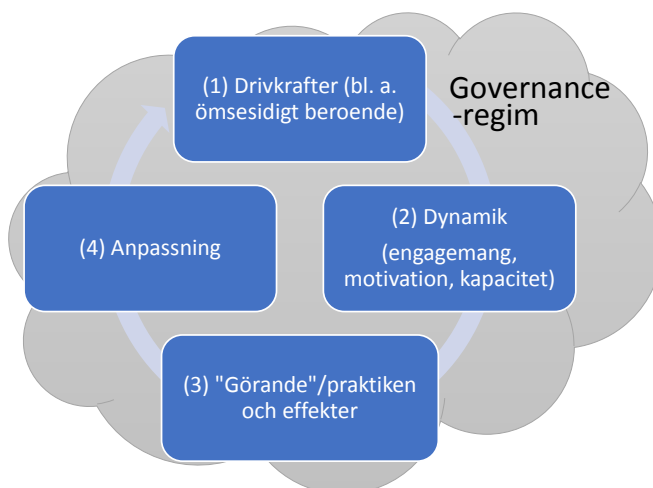 (1) Drivkrafter (bl. a.
ömsesidigt beroende)
Governance
-regim
(2) Dynamik
(engagemang,
motivation, kapacitet)
(3) "Görande"/praktiken
och effekter
(4) Anpassning